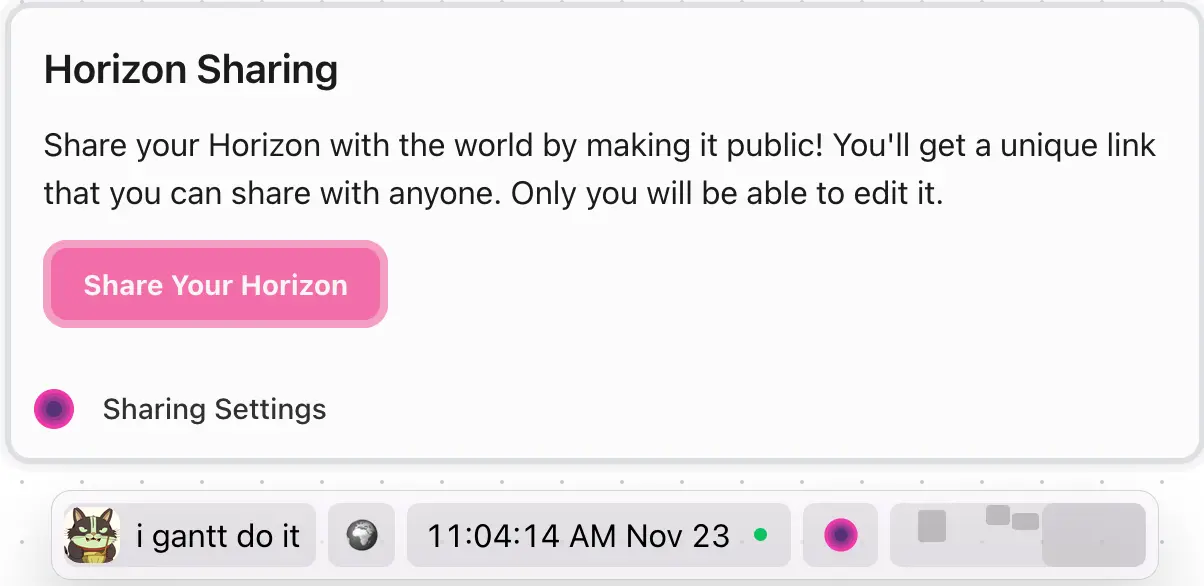 Horizon Sharing
Share your Horizon with the world by making it public! You'll get a unique link
that you can share with anyone. Only you will be able to edit it.
Share Your Horizon
Sharing Settings
i gantt do it
11:04:14 AM Nov 23